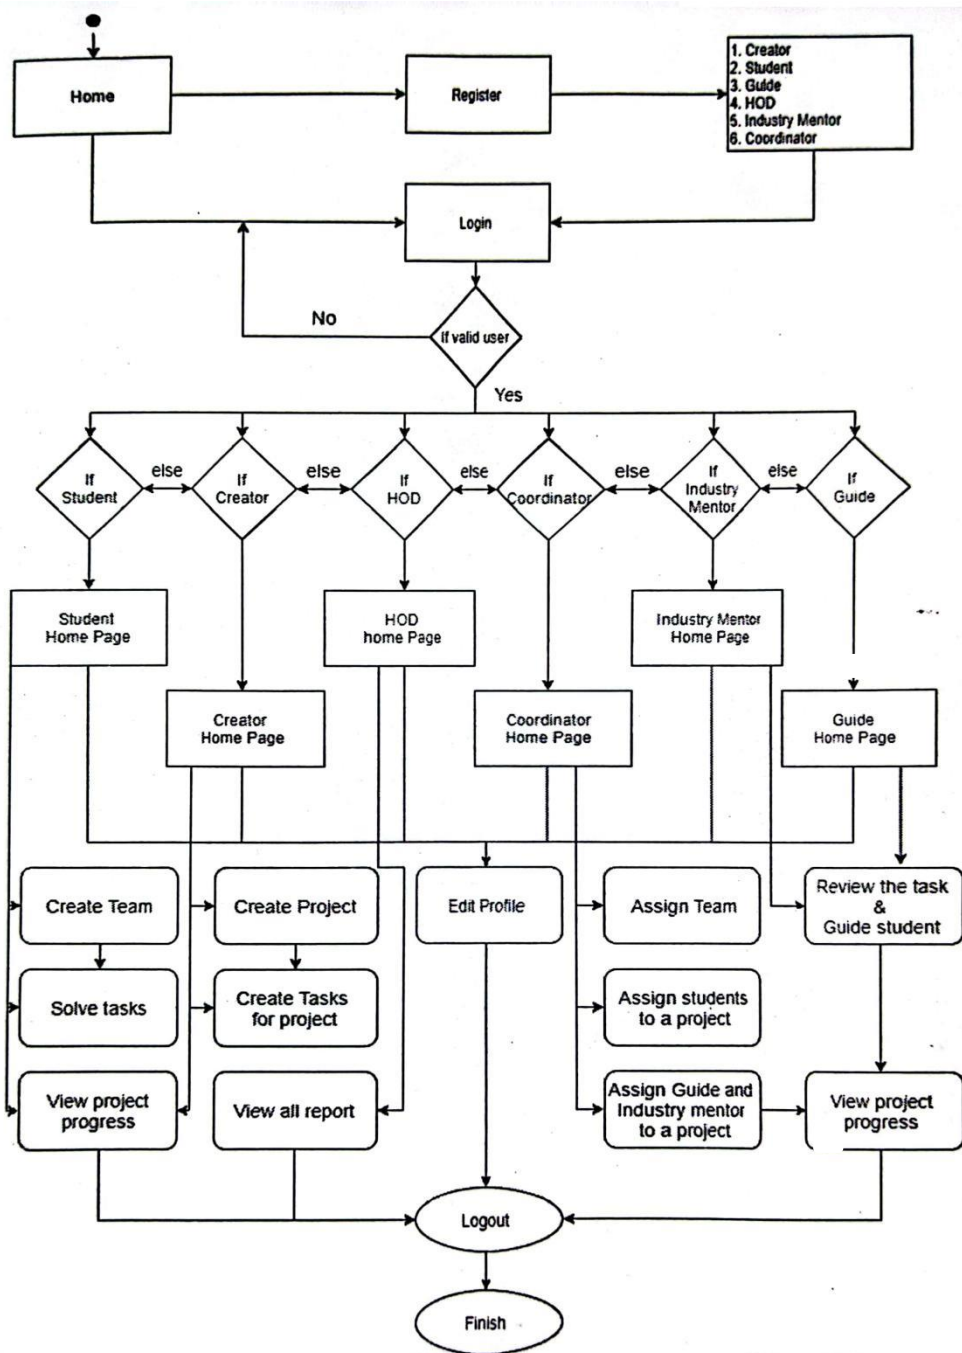 Home
Register
1. Creator
2. Student
3. Guide
4. HOD
5. Industry Mentor
6. Coordinator
Login
No
If valid user
Yes
If
Student
else
If
Creator
else
If
HOD
else
If
Coordinator
else
If
Industry
Mentor
else
If
Guide
Student
Home Page
HOD
home Page
Industry Mentor
Home Page
Creator
Home Page
Coordinator
Home Page
Guide
Home Page
Create Team
Create Project
Edit Profile
Assign Team
Review the task
&
Guide student
Solve tasks
Create Tasks
for project
Assign students
to a project
View project
progress
View all report
Assign Guide and
Industry mentor
to a project
View project
progress
Logout
Finish